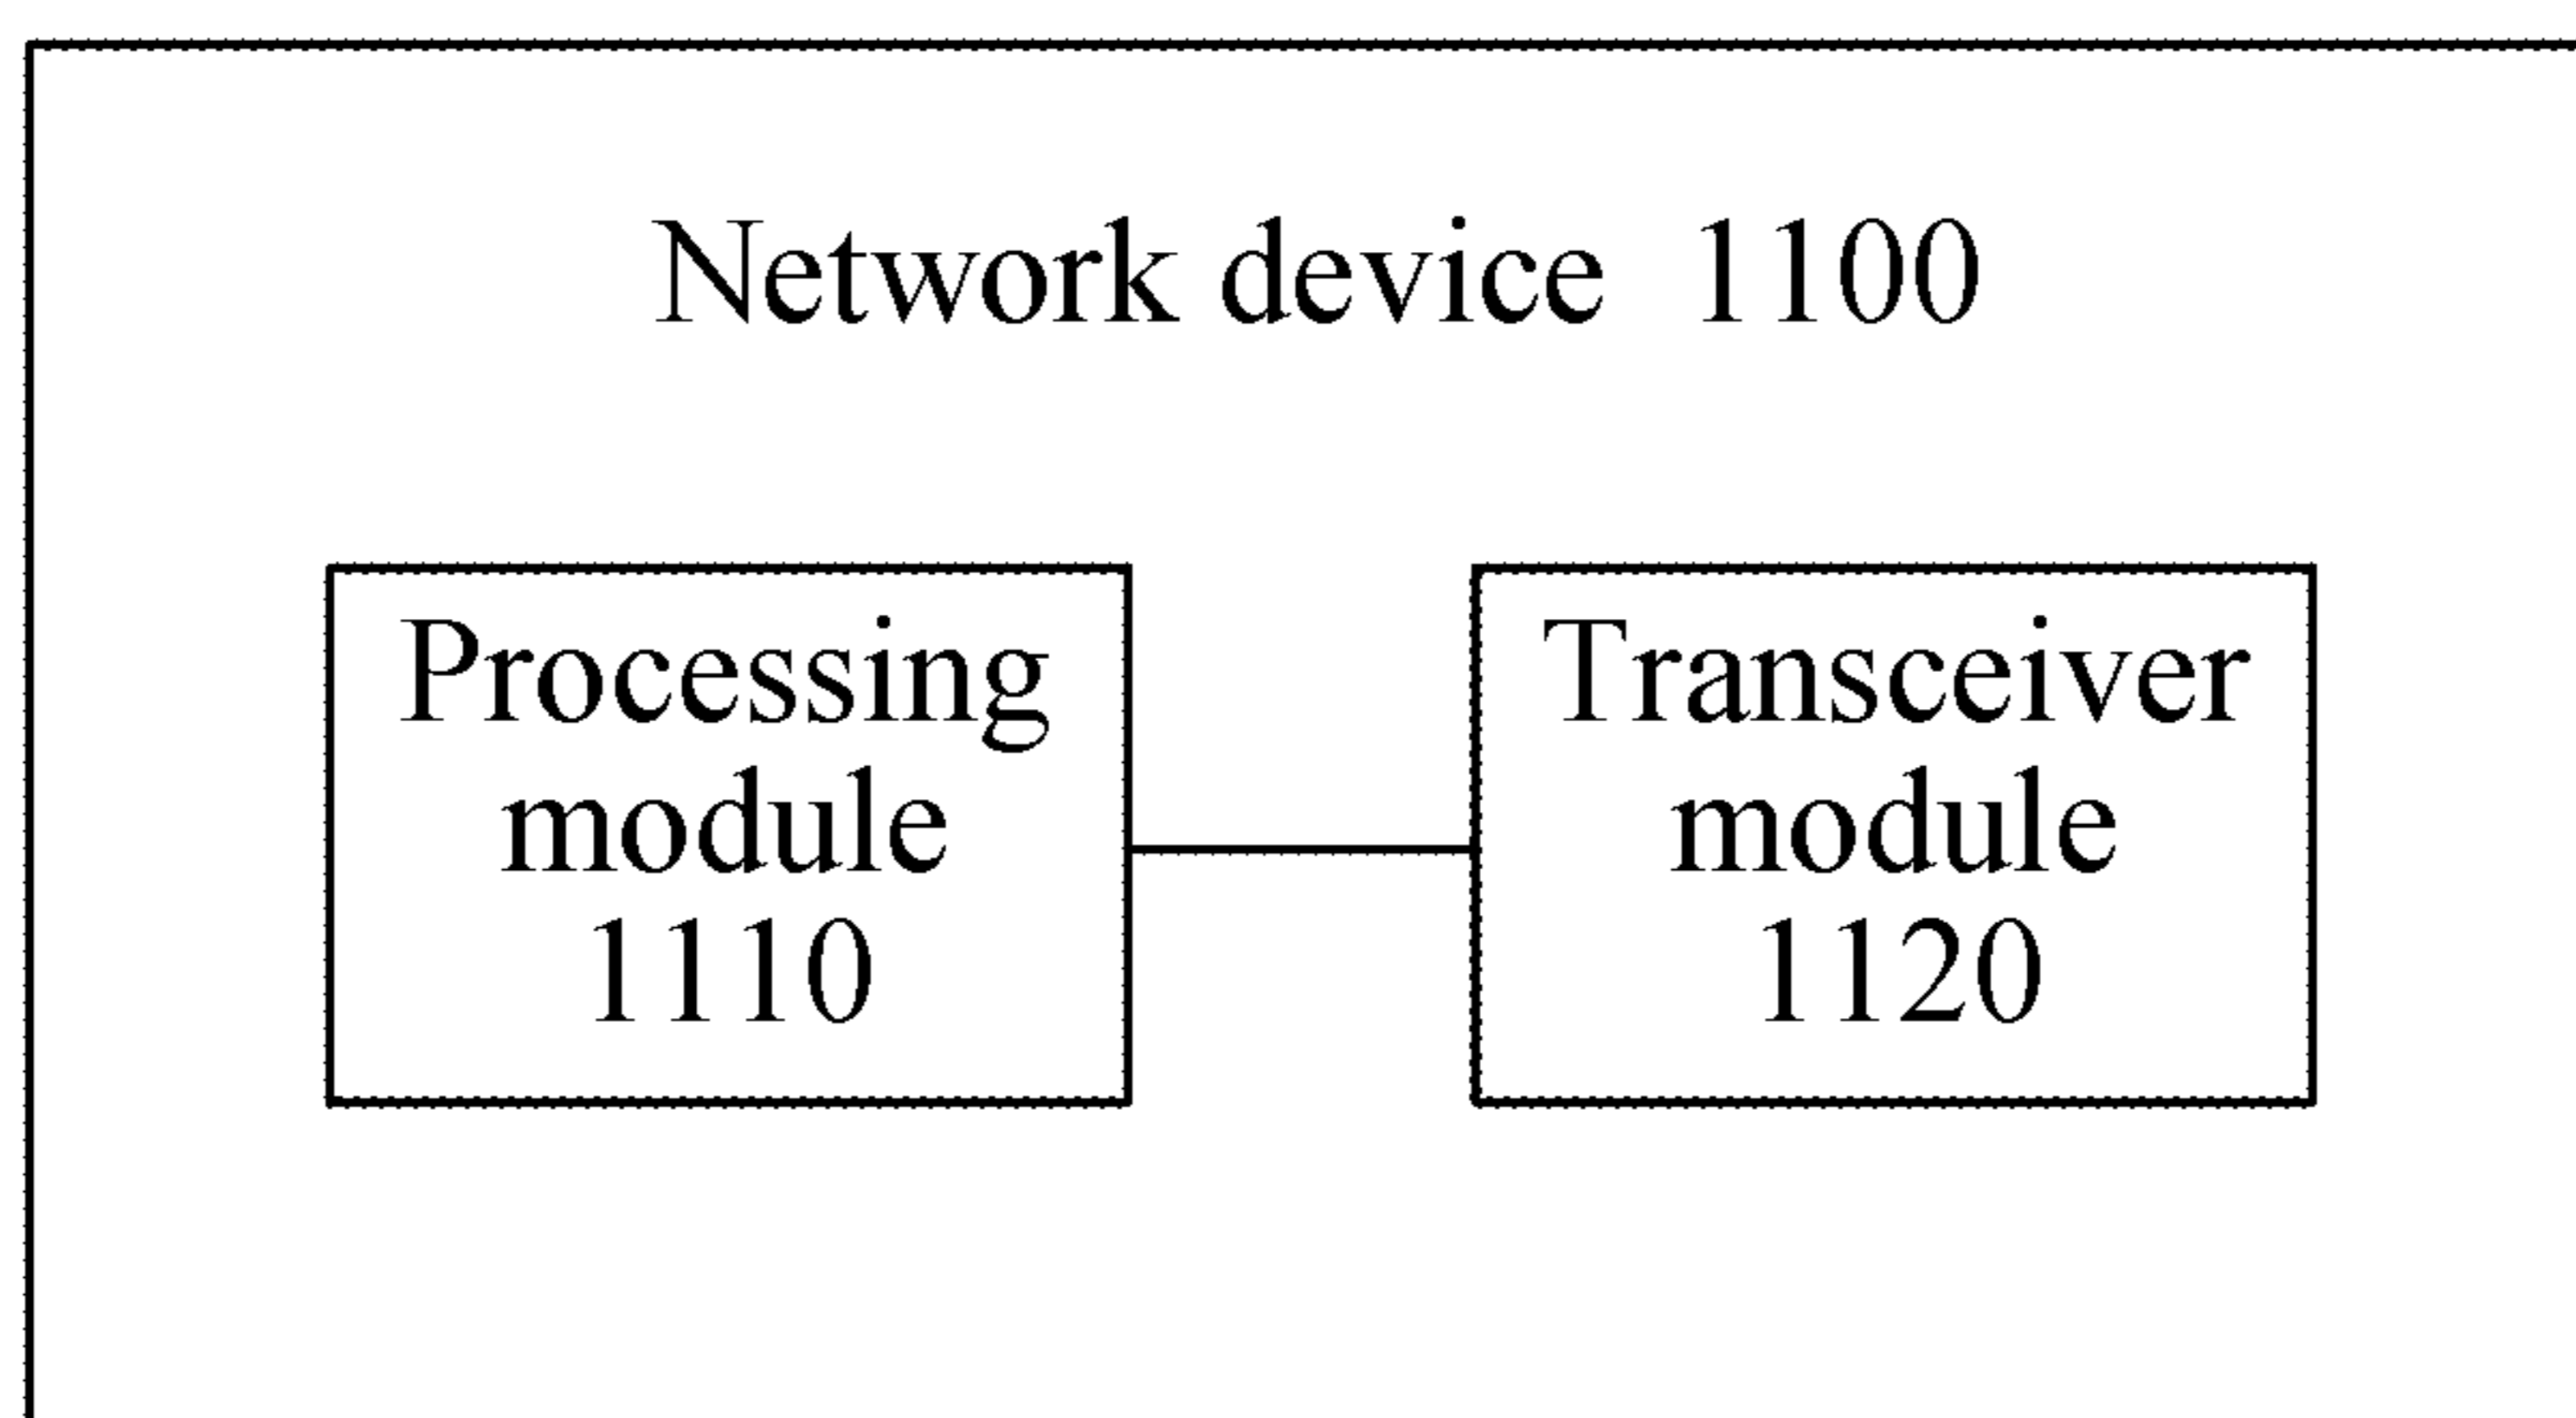 Network device 1100
Processing
module
1110
Transceiver
module
1120